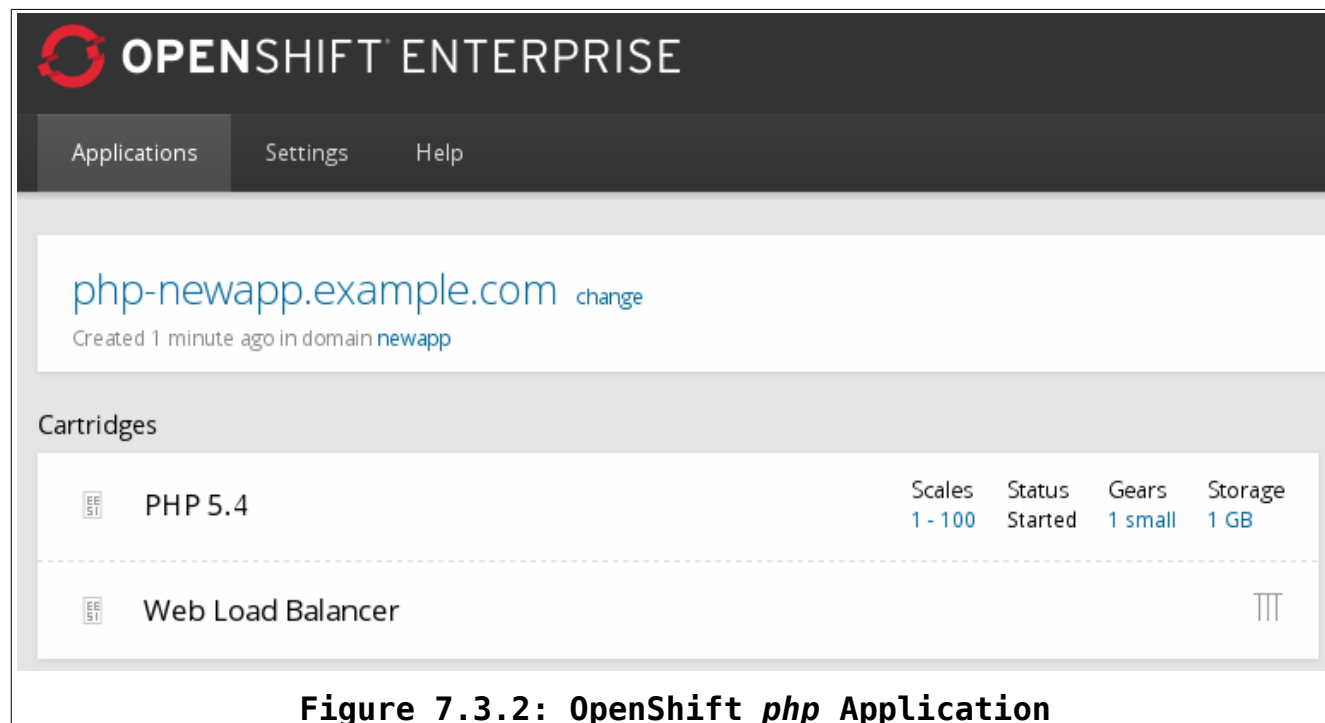 OPENSHIFT ENTERPRISE
Applications Settings Help
php-newapp.example.com change
Created 1 minute ago in domain newapp
Cartridges
PHP 5.4
Scales Status Gears Storage
1 - 100 Started 1 small 1 GB
Web Load Balancer
Figure 7.3.2: OpenShift php Application